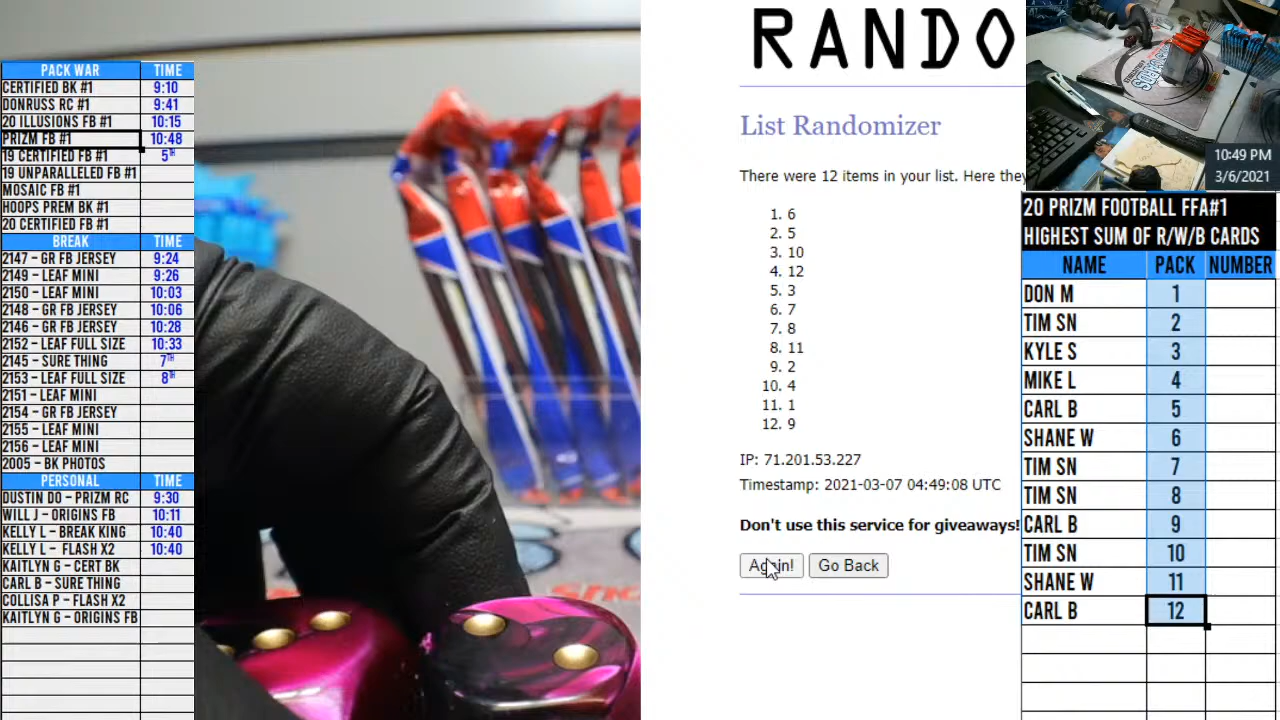 PACK WAR TIME
CERTIFIED BK #1 9:10
DONRUSS RC #1 9:41
20 ILLUSIONS FB #1 10:15
PRIZM FB #1 10:48
19 CERTIFIED FB #1 5TH
19 UNPARALLELED FB #1
MOSAIC FB #1
HOOPS PREM BK #1
20 CERTIFIED FB #1
BREAK TIME
2147 - GR FB JERSEY 9:24
2149 - LEAF MINI 9:26
2150 - LEAF MINI 10:03
2148 - GR FB JERSEY 10:06
2146 - GR FB JERSEY 10:28
2152 - LEAF FULL SIZE 10:33
2145 - SURE THING 7TH
2153 - LEAF FULL SIZE 8TH
2151 - LEAF MINI
2154 - GR FB JERSEY
2155 - LEAF MINI
2156 - LEAF MINI
2005 - BK PHOTOS
PERSONAL TIME
DUSTIN DO - PRIZM RC 9:30
WILL J - ORIGINS FB 10:11
KELLY L - BREAK KING 10:40
KELLY L - FLASH X2 10:40
KAITLYN G - CERT BK
CARL B - SURE THING
COLLISA P - FLASH X2
KAITLYN G - ORIGINS FB
RANDO
List Randomizer
There were 12 items in your list. Here they
1. 6
2. 5
3. 10
4. 12
5. 3
6. 7
7. 8
8. 11
9. 2
10. 4
11. 1
12. 9
IP: 71.201.53.227
Timestamp: 2021-03-07 04:49:08 UTC
Don't use this service for giveaways!
Again! Go Back
10:49 PM
3/6/2021
20 PRIZM FOOTBALL FFA#1
HIGHEST SUM OF R/W/B CARDS
NAME PACK NUMBER
DON M 1
TIM SN 2
KYLE S 3
MIKE L 4
CARL B 5
SHANE W 6
TIM SN 7
TIM SN 8
CARL B 9
TIM SN 10
SHANE W 11
CARL B 12